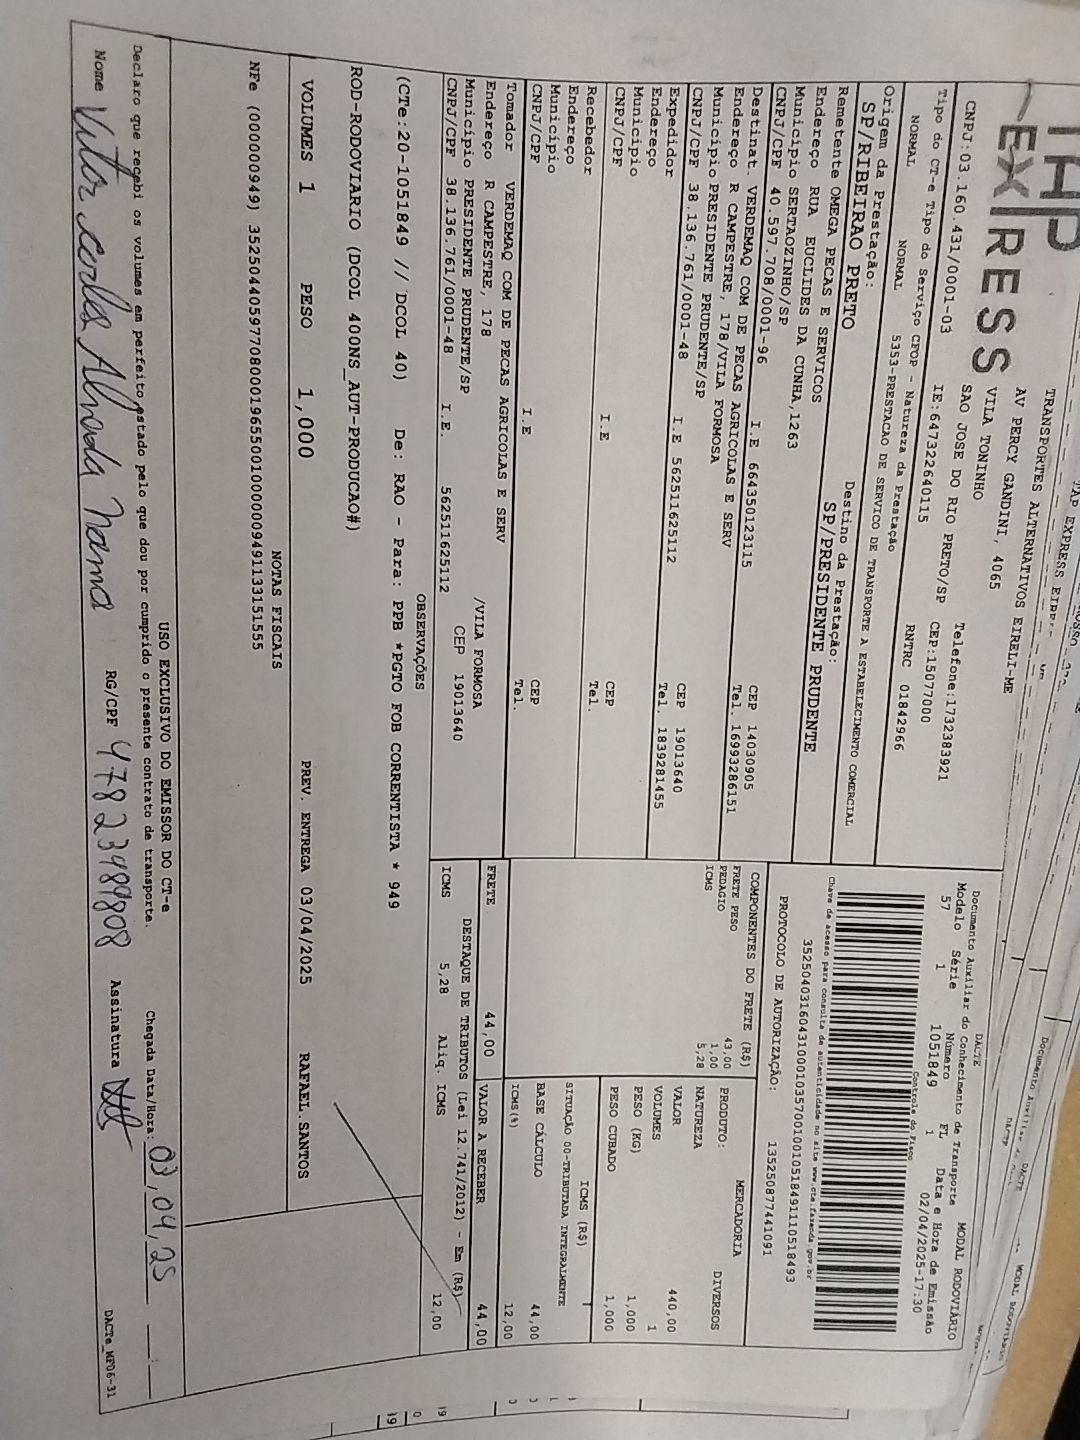 EXPRESS
TRANSPORTES ALTERNATIVOS EIRELI-ME
AV PERCY GANDINI, 4065
VILA TONINHO
SAO JOSE DO RIO PRETO/SP
Telefone:1732383921
CNPJ:03.160.431/0001-03 IE:647322640115 CEP:15077000
Tipo do CT-e Tipo do Serviço CFOP - Natureza da Prestação RNTRC 01842966
NORMAL NORMAL 5353-PRESTACAO DE SERVICO DE TRANSPORTE A ESTABELECIMENTO COMERCIAL
Origem da Prestação: Destino da Prestação:
SP/RIBEIRAO PRETO SP/PRESIDENTE PRUDENTE
Remetente OMEGA PECAS E SERVICOS
Endereço RUA EUCLIDES DA CUNHA,1263
Município SERTAOZINHO/SP CEP 14030905
CNPJ/CPF 40.597.708/0001-96 I.E 664350123115 Tel. 16993286151
Destinat. VERDEMAQ COM DE PECAS AGRICOLAS E SERV
Endereço R CAMPESTRE, 178/VILA FORMOSA
Município PRESIDENTE PRUDENTE/SP CEP 19013640
CNPJ/CPF 38.136.761/0001-48 I.E 562511625112 Tel. 1839281455
Expedidor
Endereço
Município CEP
CNPJ/CPF I.E Tel.
Recebedor
Endereço
Município CEP
CNPJ/CPF I.E Tel.
Tomador VERDEMAQ COM DE PECAS AGRICOLAS E SERV
Endereço R CAMPESTRE, 178 /VILA FORMOSA
Município PRESIDENTE PRUDENTE/SP CEP 19013640
CNPJ/CPF 38.136.761/0001-48 I.E. 562511625112
DACTE
Documento Auxiliar do Conhecimento de Transporte MODAL RODOVIÁRIO
Modelo Série Número FL Data e Hora de Emissão
57 1 1051849 1 02/04/2025-17:30
Controle do Fisco
Chave de acesso para consulta de autenticidade no site www.cte.fazenda.gov.br
35250403160431000103570010010518491110518493
PROTOCOLO DE AUTORIZAÇÃO: 135250877441091
COMPONENTES DO FRETE (R$)
FRETE PESO 43,00
PEDAGIO 1,00
ICMS 5,28
MERCADORIA
PRODUTO: DIVERSOS
NATUREZA
VALOR 440,00
VOLUMES 1
PESO (KG) 1,000
PESO CUBADO 1,000
ICMS (R$)
SITUAÇÃO 00-TRIBUTADA INTEGRALMENTE
BASE CÁLCULO 44,00
ICMS(%) 12,00
FRETE 44,00 VALOR A RECEBER 44,00
DESTAQUE DE TRIBUTOS (Lei 12.741/2012) - Em (R$)
ICMS 5,28 Aliq. ICMS 12,00
OBSERVAÇÕES
(CTe:20-1051849 // DCOL 40) De: RAO - Para: PPB *PGTO FOB CORRENTISTA * 949
ROD-RODOVIARIO (DCOL 400NS_AUT-PRODUCAO#)
VOLUMES 1 PESO 1,000 PREV. ENTREGA 03/04/2025 RAFAEL.SANTOS
NOTAS FISCAIS
NFe (000000949) 35250440597708000196550010000009491133151555
USO EXCLUSIVO DO EMISSOR DO CT-e
Declaro que recebi os volumes em perfeito estado pelo que dou por cumprido o presente contrato de transporte. Chegada Data/Hora: 03,04,25
Nome Vitor RG/CPF 47823489808 Assinatura
DACTe_MF06-31